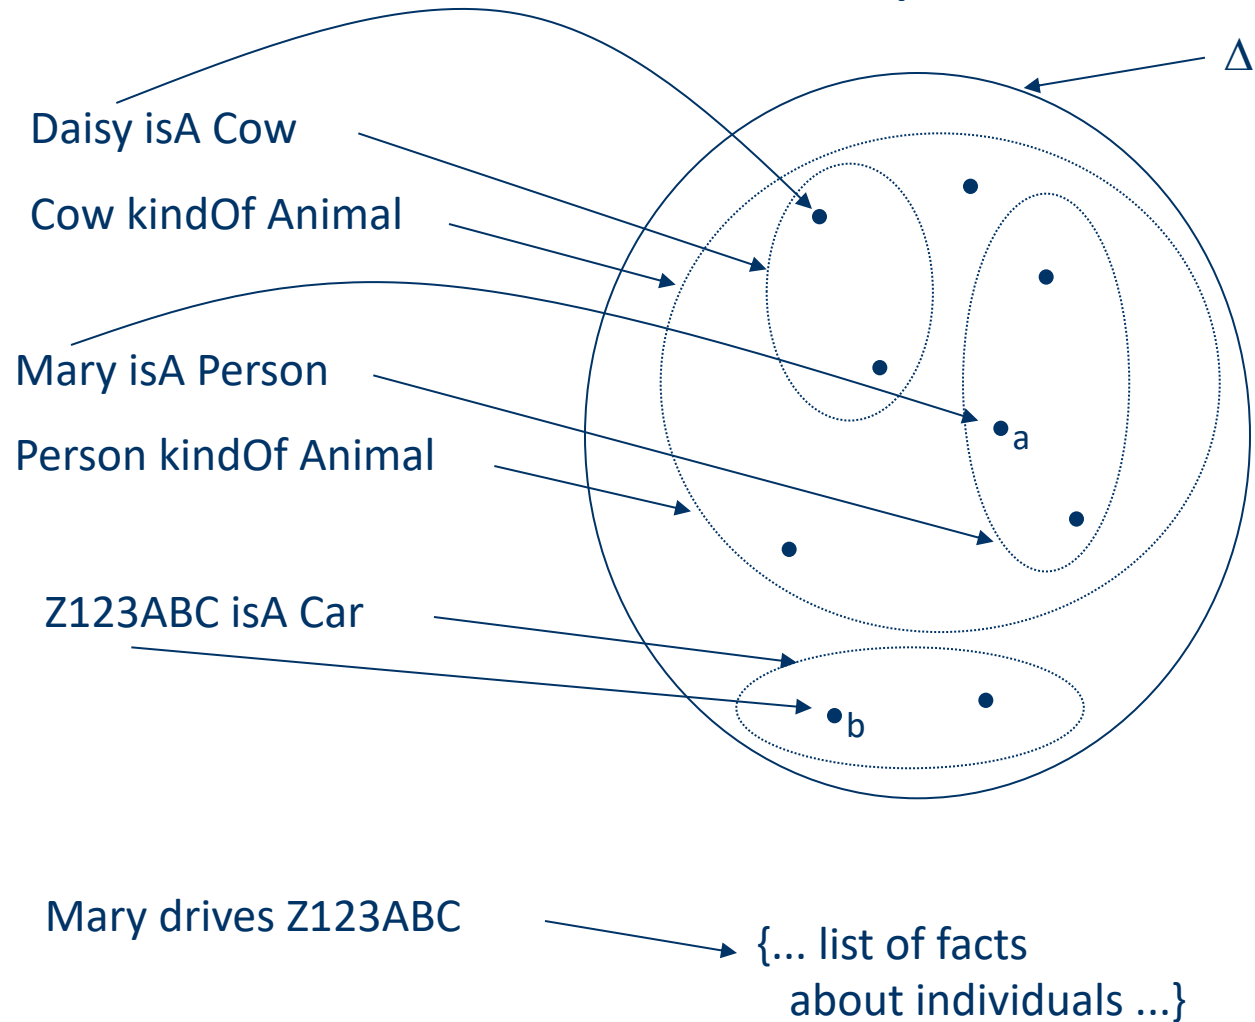 Δ
Daisy isA Cow
Cow kindOf Animal
Mary isA Person
a
Person kindOf Animal
Z123ABC isA Car
b
Mary drives Z123ABC
{... list of facts
about individuals ...}